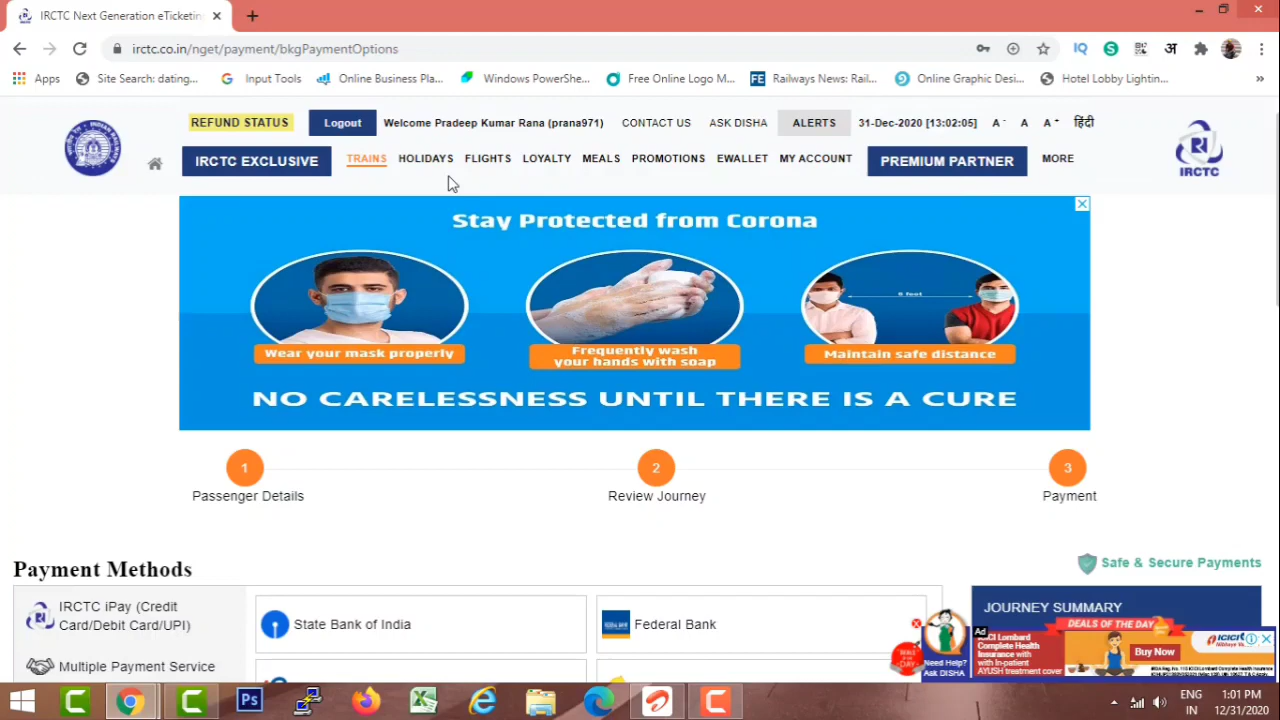 IRCTC Next Generation eTicketin
irctc.co.in/nget/payment/bkgPaymentOptions
Apps Site Search: dating... Input Tools Online Business Pla... Windows PowerShe... Free Online Logo M... Railways News: Rail... Online Graphic Desi... Hotel Lobby Lightin...
REFUND STATUS Logout Welcome Pradeep Kumar Rana (prana971) CONTACT US ASK DISHA ALERTS 31-Dec-2020 [13:02:05] A- A A+ हिंदी
IRCTC EXCLUSIVE TRAINS HOLIDAYS FLIGHTS LOYALTY MEALS PROMOTIONS EWALLET MY ACCOUNT PREMIUM PARTNER MORE
IRCTC
Stay Protected from Corona
6 feet
Wear your mask properly
Frequently wash
your hands with soap
Maintain safe distance
NO CARELESSNESS UNTIL THERE IS A CURE
1 2 3
Passenger Details Review Journey Payment
Payment Methods
Safe & Secure Payments
IRCTC iPay (Credit
Card/Debit Card/UPI)
State Bank of India
Federal Bank
Multiple Payment Service
JOURNEY SUMMARY
DEALS OF THE DAY
Need Help?
Ask DISHA
Ad
ICICI Lombard
Complete Health
Insurance with
with In-patient
AYUSH treatment cover
Buy Now
ENG
IN
1:01 PM
12/31/2020